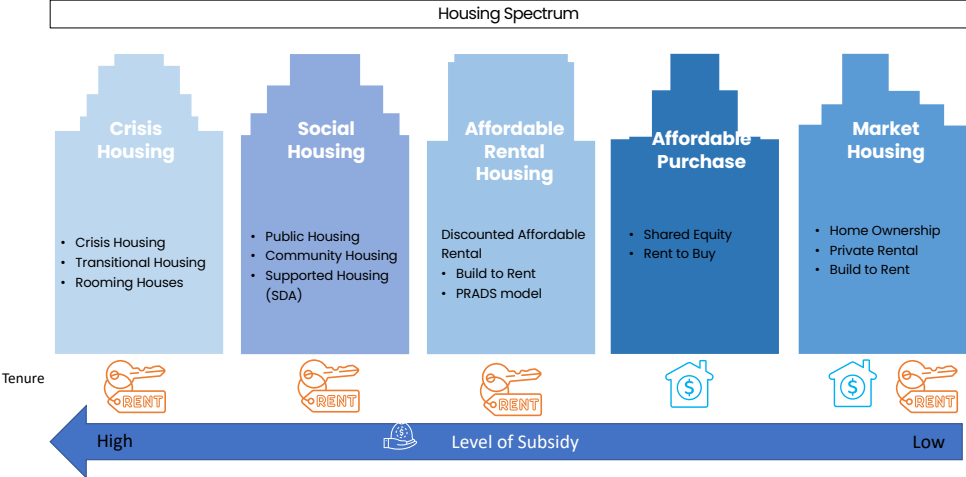 Housing Spectrum
Crisis
Housing
• Crisis Housing
• Transitional Housing
• Rooming Houses
Social
Housing
• Public Housing
• Community Housing
• Supported Housing
(SDA)
Affordable
Rental
Housing
Discounted Affordable
Rental
• Build to Rent
• PRADS model
Affordable
Purchase
• Shared Equity
• Rent to Buy
Market
Housing
• Home Ownership
• Private Rental
• Build to Rent
Tenure
RENT
RENT
RENT
$
$
RENT
High
$
Level of Subsidy
Low